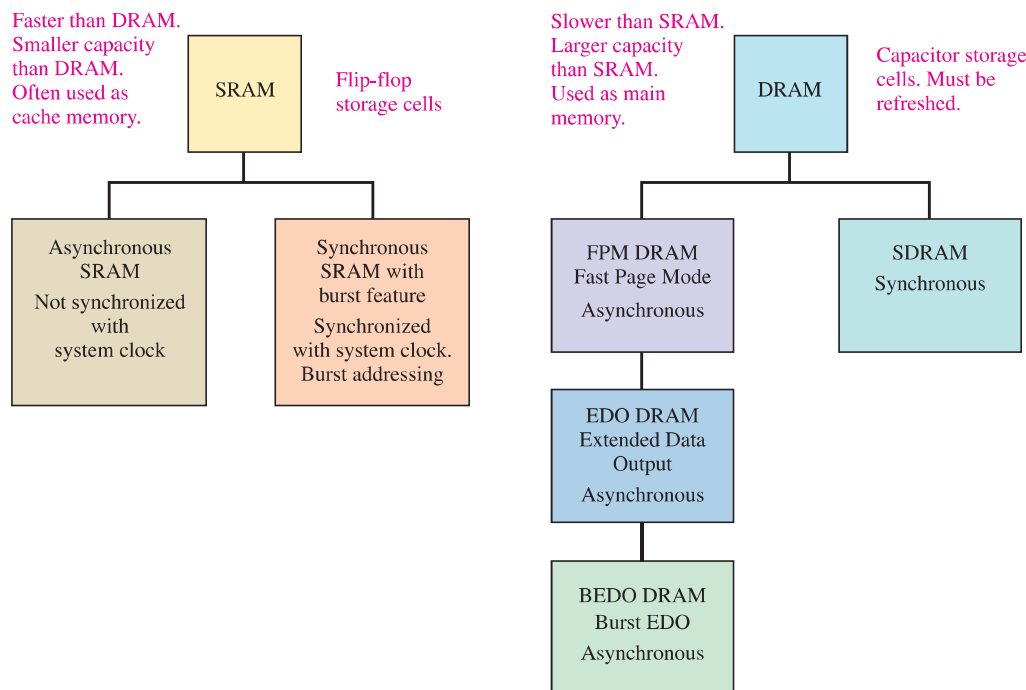 Faster than DRAM.
Smaller capacity
than DRAM.
Often used as
cache memory.
SRAM
Flip-flop
storage cells
Slower than SRAM.
Larger capacity
than SRAM.
Used as main
memory.
DRAM
Capacitor storage
cells. Must be
refreshed.
Asynchronous
SRAM
Not synchronized
with
system clock
Synchronous
SRAM with
burst feature
Synchronized
with system clock.
Burst addressing
FPM DRAM
Fast Page Mode
Asynchronous
SDRAM
Synchronous
EDO DRAM
Extended Data
Output
Asynchronous
BEDO DRAM
Burst EDO
Asynchronous